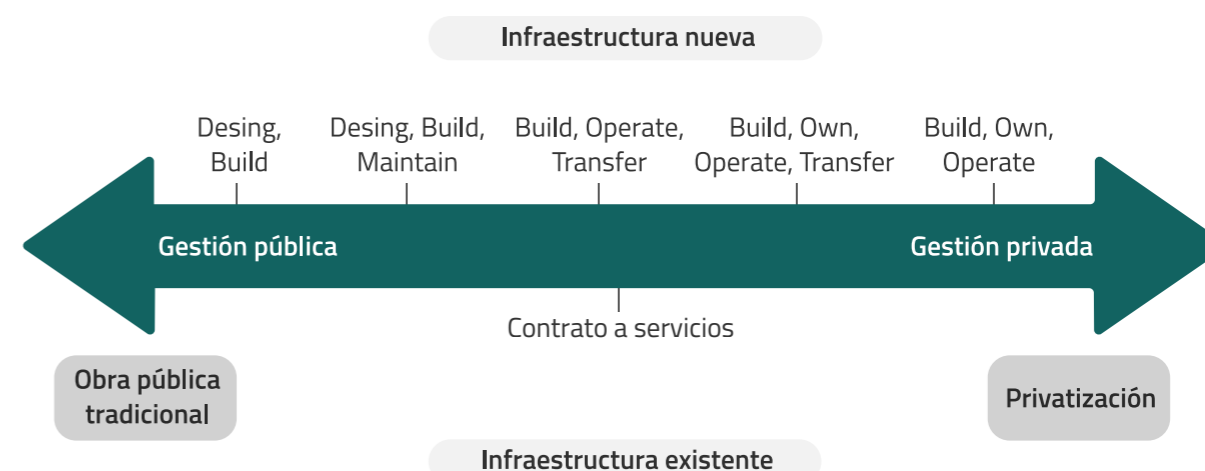 Infraestructura nueva
Desing,
Build
Desing, Build,
Maintain
Build, Operate,
Transfer
Build, Own,
Operate, Transfer
Build, Own,
Operate
Gestión pública
Gestión privada
Contrato a servicios
Obra pública
tradicional
Privatización
Infraestructura existente